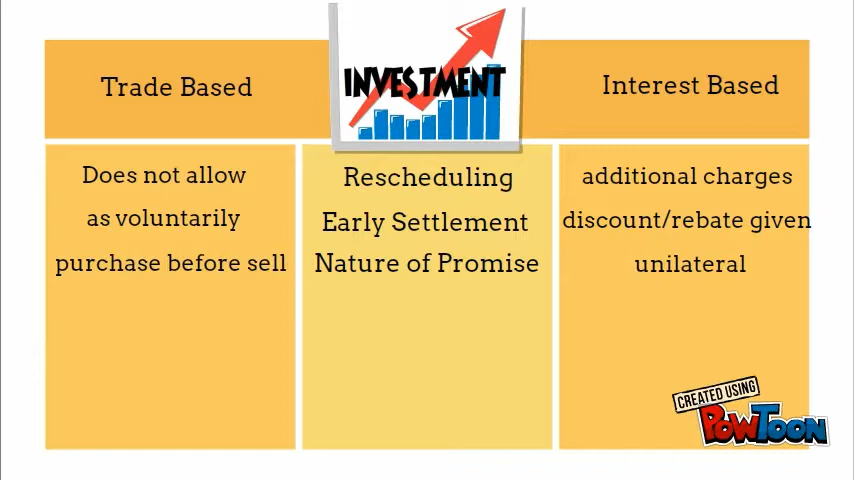 INVESTMENT
Trade Based
Interest Based
Does not allow
Rescheduling
additional charges
as voluntarily
Early Settlement
discount/rebate given
purchase before sell
Nature of Promise
unilateral
CREATED USING
POWTOON